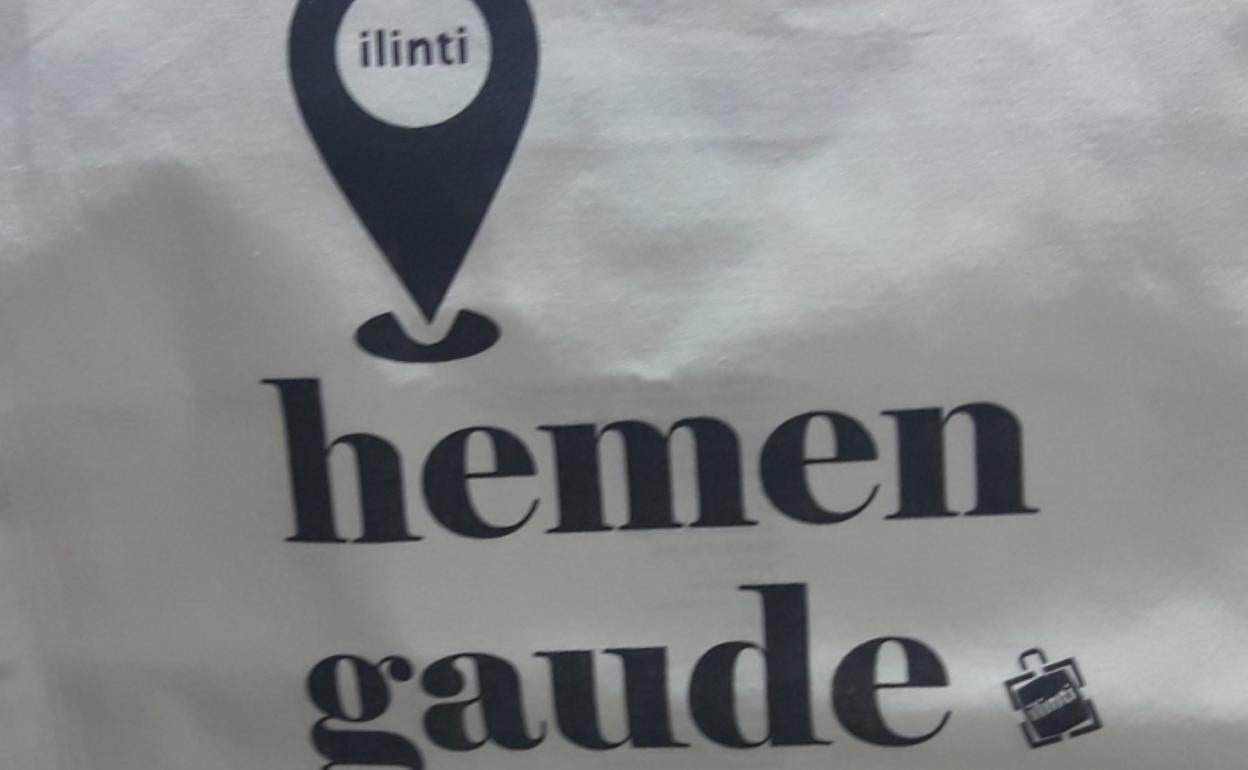 ilinti
hemen
gaude
ilinti